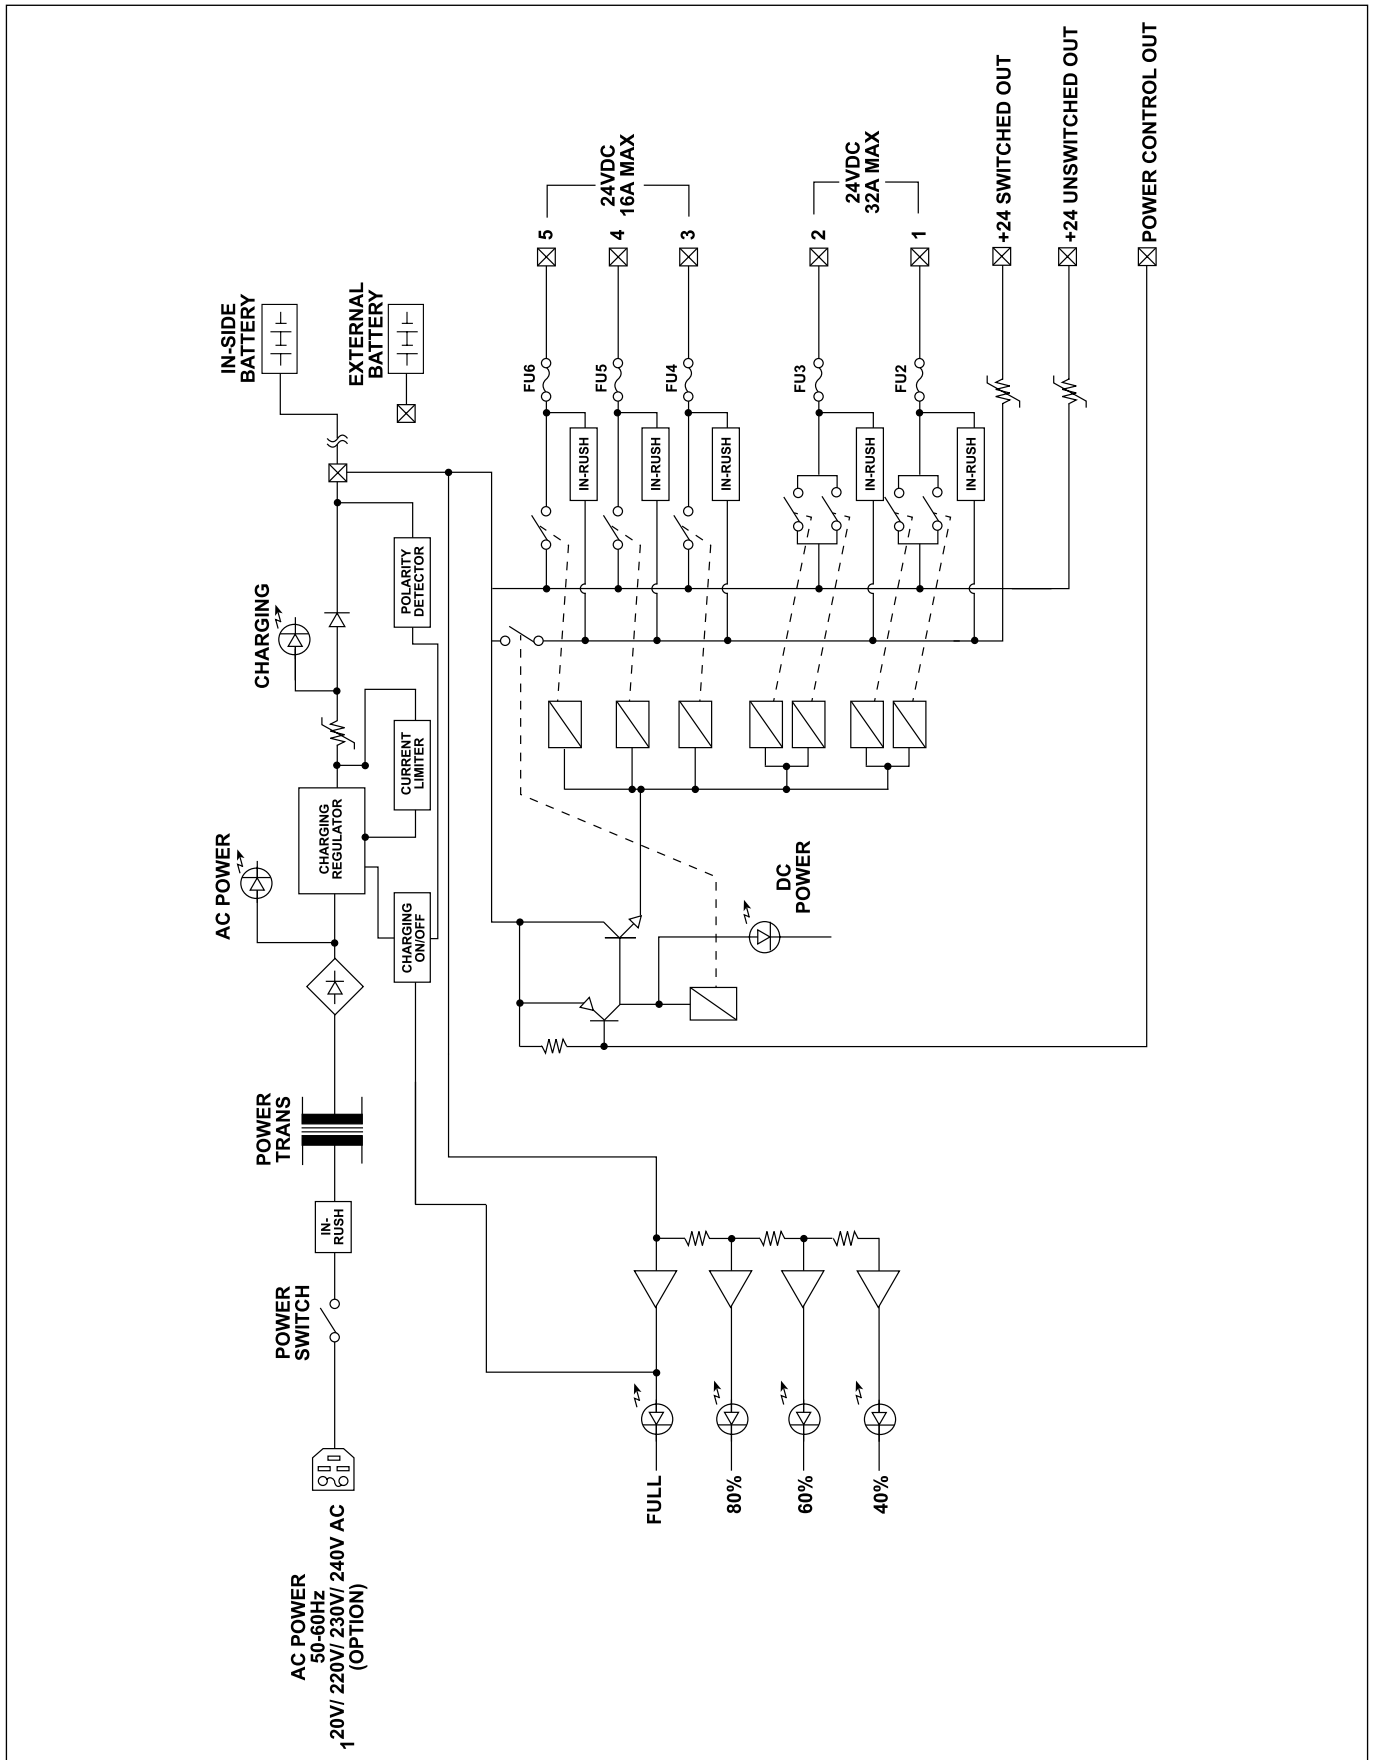 AC POWER
50-60Hz
120V/ 220V/ 230V/ 240V AC
(OPTION)
POWER
SWITCH
IN-
RUSH
POWER
TRANS
AC POWER
CHARGING
REGULATOR
CHARGING
ON/OFF
CURRENT
LIMITER
CHARGING
POLARITY
DETECTOR
IN-SIDE
BATTERY
EXTERNAL
BATTERY
FU6
IN-RUSH
5
FU5
IN-RUSH
4
FU4
IN-RUSH
3
24VDC
16A MAX
FU3
IN-RUSH
2
FU2
IN-RUSH
1
24VDC
32A MAX
+24 SWITCHED OUT
+24 UNSWITCHED OUT
POWER CONTROL OUT
DC
POWER
FULL
80%
60%
40%